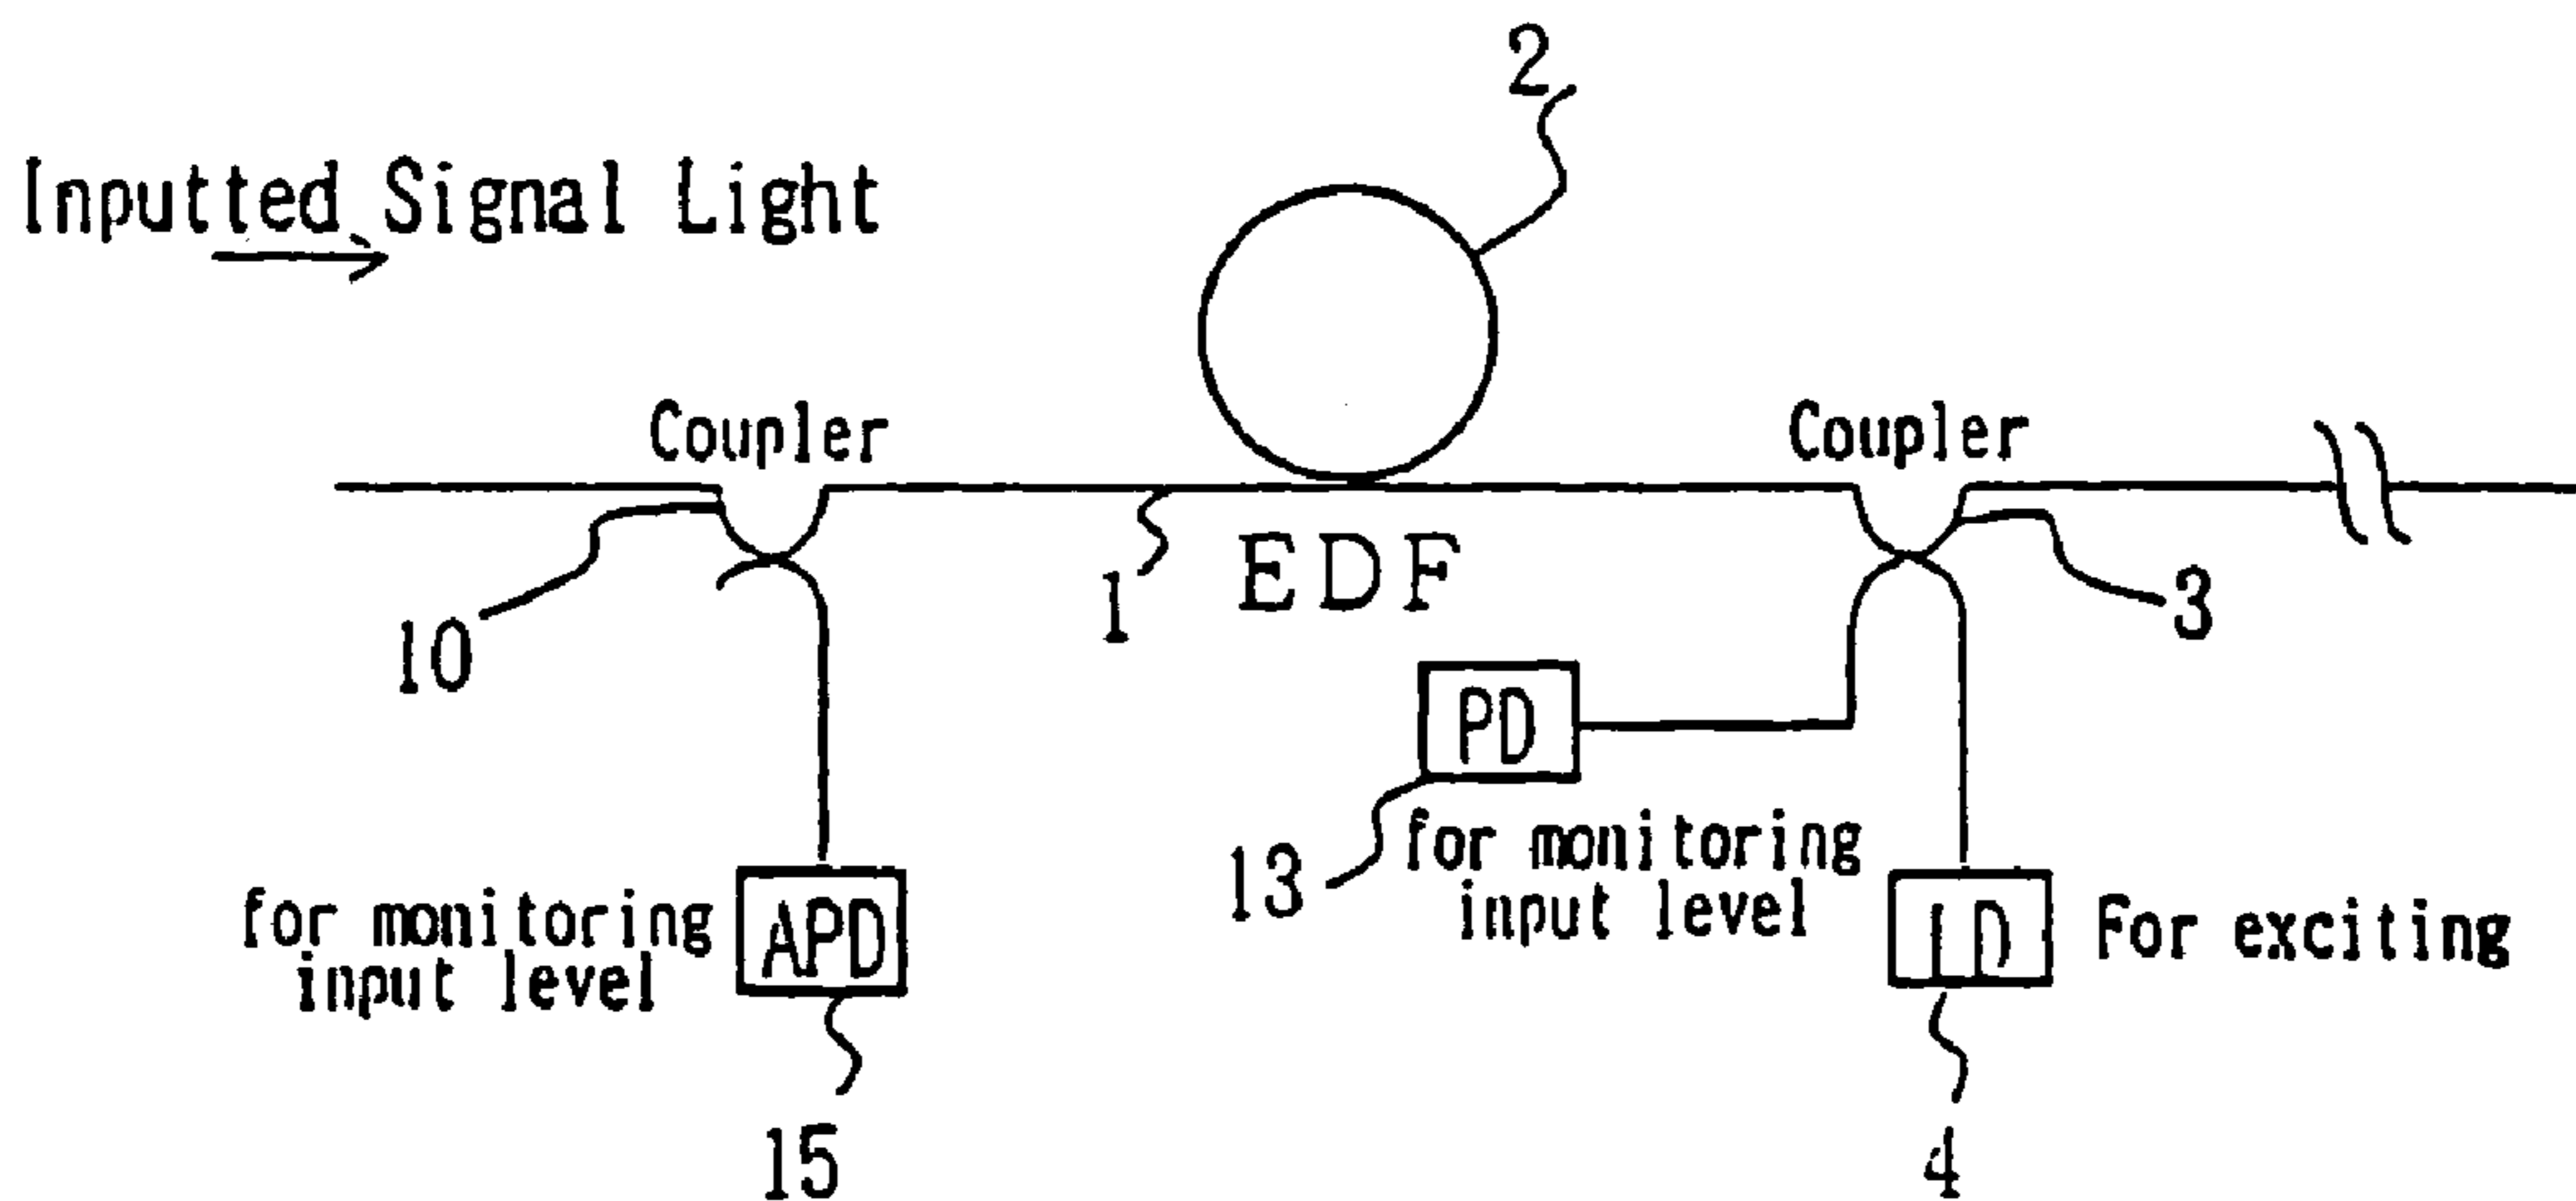 2
Inputted Signal Light
Coupler
Coupler
1
EDF
3
10
PD
13
for monitoring
input level
for monitoring
input level
APD
LD
For exciting
15
4